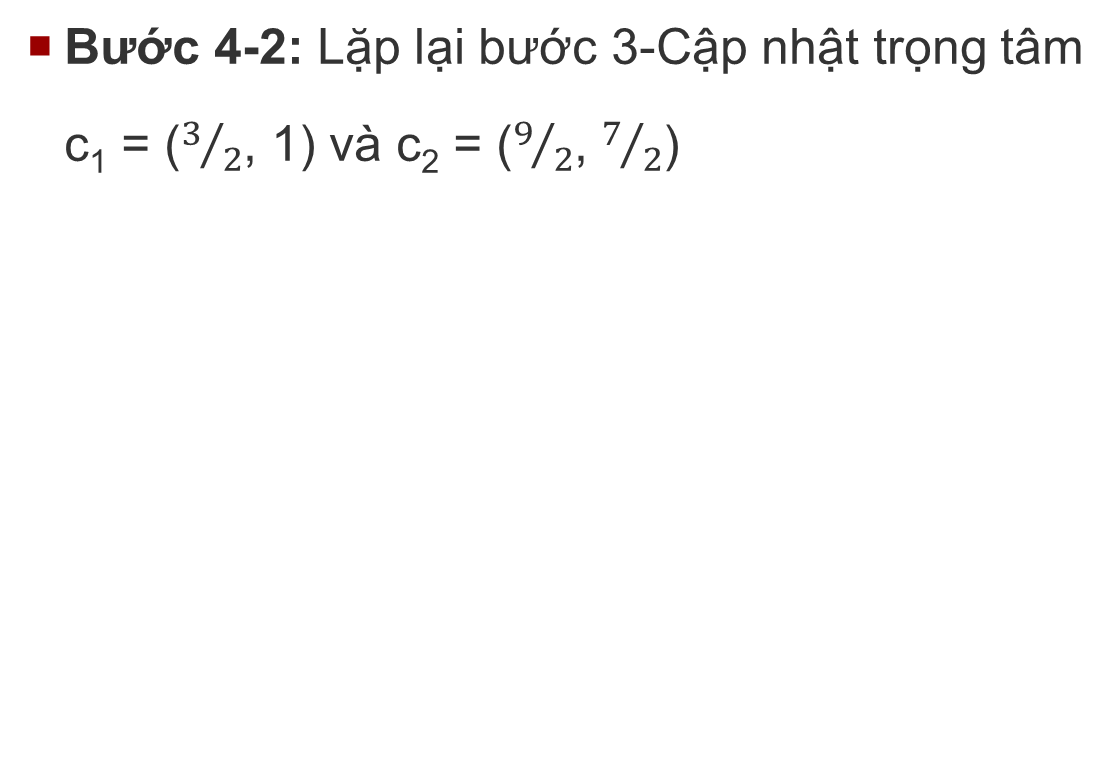 ▪ Bước 4-2: Lặp lại bước 3-Cập nhật trọng tâm
c₁ = (³/₂, 1) và c₂ = (⁹/₂, ⁷/₂)